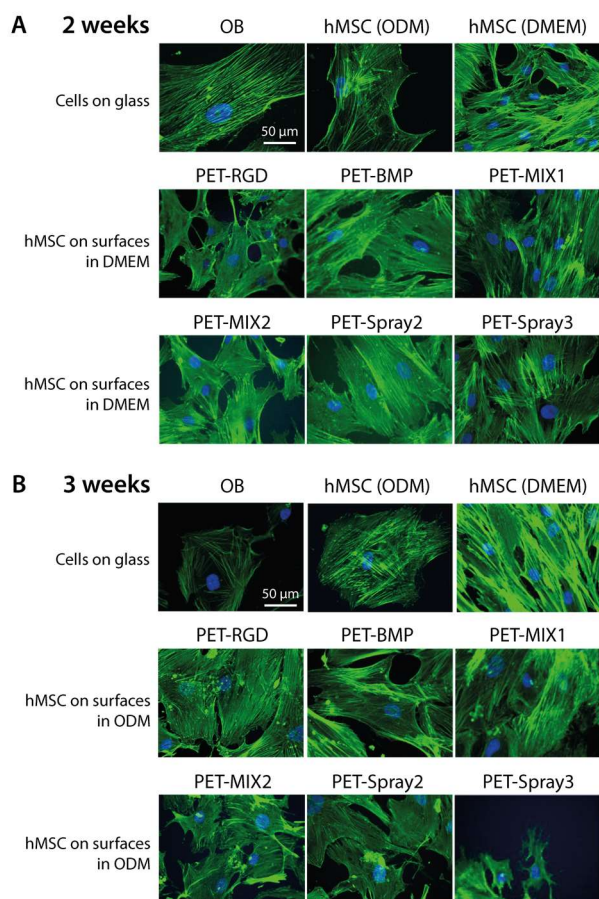 A 2 weeks
OB hMSC (ODM) hMSC (DMEM)
Cells on glass
50 µm
PET-RGD PET-BMP PET-MIX1
hMSC on surfaces
in DMEM
PET-MIX2 PET-Spray2 PET-Spray3
hMSC on surfaces
in DMEM
B 3 weeks
OB hMSC (ODM) hMSC (DMEM)
Cells on glass
50 µm
PET-RGD PET-BMP PET-MIX1
hMSC on surfaces
in ODM
PET-MIX2 PET-Spray2 PET-Spray3
hMSC on surfaces
in ODM